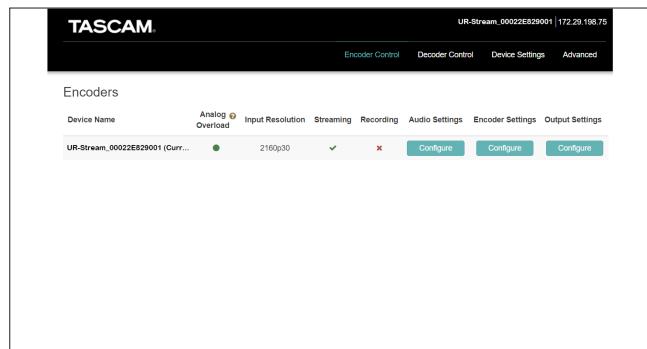 TASCAM.
UR-Stream_00022E829001 | 172.29.198.75
Encoder Control Decoder Control Device Settings Advanced
Encoders
Device Name Analog Overload ? Input Resolution Streaming Recording Audio Settings Encoder Settings Output Settings
UR-Stream_00022E829001 (Curr... 2160p30 Configure Configure Configure